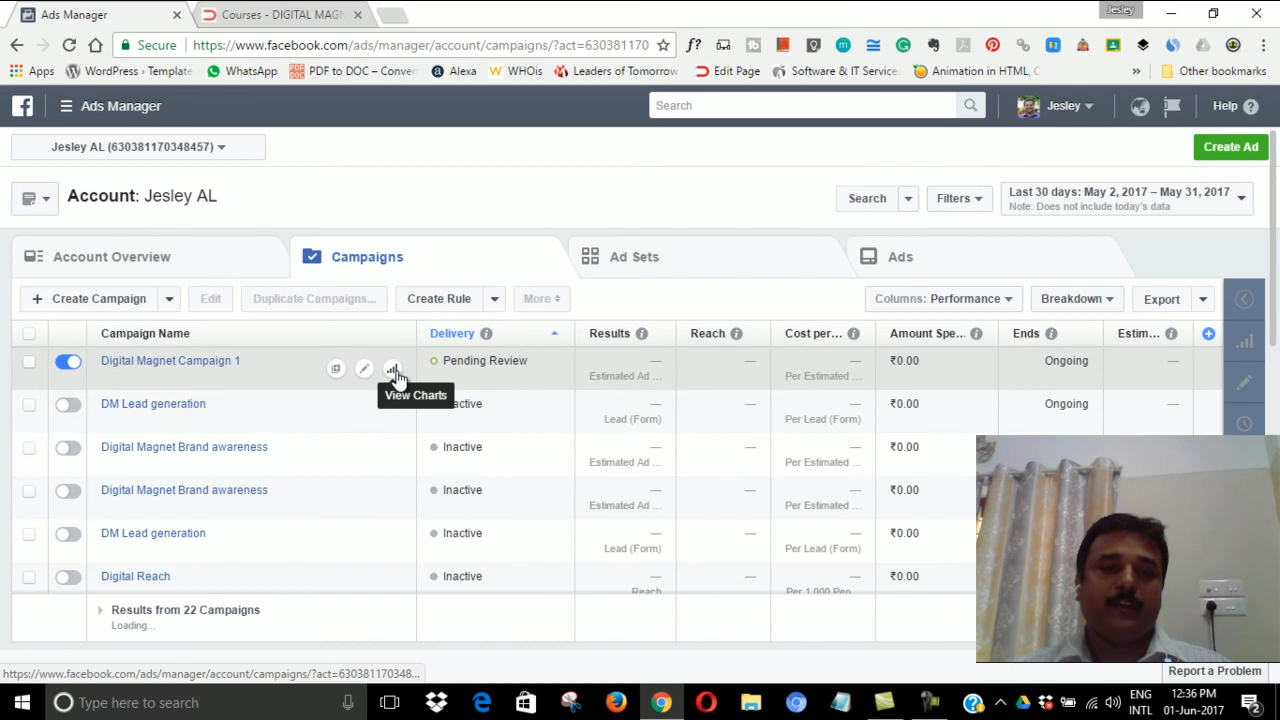 Ads Manager
Courses - DIGITAL MAGN
Jesley
Secure
https://www.facebook.com/ads/manager/account/campaigns/?act=630381170
f?
Apps
WordPress › Template
WhatsApp
PDF to DOC – Conver
Alexa
WHOis
Leaders of Tomorrow
Edit Page
Software & IT Service
Animation in HTML, C
»
Other bookmarks
Ads Manager
Search
Jesley
Help
Jesley AL (630381170348457)
Create Ad
Account: Jesley AL
Search
Filters
Last 30 days: May 2, 2017 – May 31, 2017
Note: Does not include today's data
Account Overview
Campaigns
Ad Sets
Ads
+ Create Campaign
Edit
Duplicate Campaigns...
Create Rule
More
Columns: Performance
Breakdown
Export
Campaign Name
Delivery
Results
Reach
Cost per...
Amount Spe...
Ends
Estim...
Digital Magnet Campaign 1
Pending Review
—
Estimated Ad ...
—
—
Per Estimated ...
₹0.00
Ongoing
—
View Charts
DM Lead generation
active
—
Lead (Form)
—
—
Per Lead (Form)
₹0.00
Ongoing
—
Digital Magnet Brand awareness
Inactive
—
Estimated Ad ...
—
—
Per Estimated ...
₹0.00
Digital Magnet Brand awareness
Inactive
—
Estimated Ad ...
—
—
Per Estimated ...
₹0.00
DM Lead generation
Inactive
—
Lead (Form)
—
—
Per Lead (Form)
₹0.00
Digital Reach
Inactive
—
Reach
—
—
Per 1,000 Peo
₹0.00
Results from 22 Campaigns
Loading...
https://www.facebook.com/ads/manager/account/campaigns/?act=630381170348...
Report a Problem
Type here to search
ENG
INTL
12:36 PM
01-Jun-2017
2